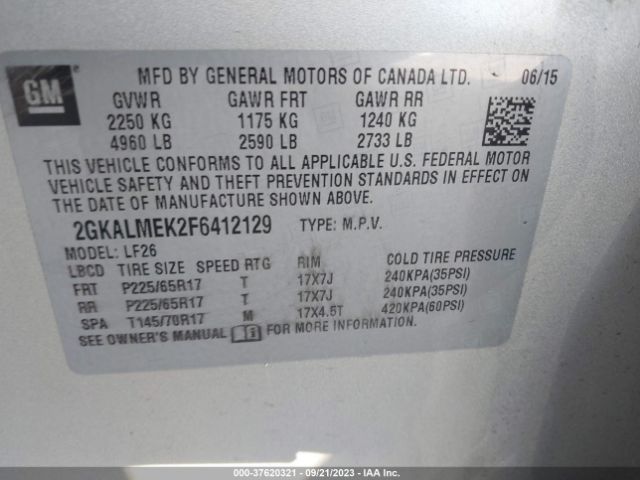 GM
MFD BY GENERAL MOTORS OF CANADA LTD. 06/15
GVWR GAWR FRT GAWR RR
2250 KG 1175 KG 1240 KG
4960 LB 2590 LB 2733 LB
THIS VEHICLE CONFORMS TO ALL APPLICABLE U.S. FEDERAL MOTOR
VEHICLE SAFETY AND THEFT PREVENTION STANDARDS IN EFFECT ON
THE DATE OF MANUFACTURE SHOWN ABOVE.
2GKALMEK2F6412129 TYPE: M.P.V.
MODEL: LF26
LBCD TIRE SIZE SPEED RTG RIM COLD TIRE PRESSURE
FRT P225/65R17 T 17X7J 240KPA(35PSI)
RR P225/65R17 T 17X7J 240KPA(35PSI)
SPA T145/70R17 M 17X4.5T 420KPA(60PSI)
SEE OWNER'S MANUAL FOR MORE INFORMATION.
000-37620321 - 09/21/2023 - IAAI.COM